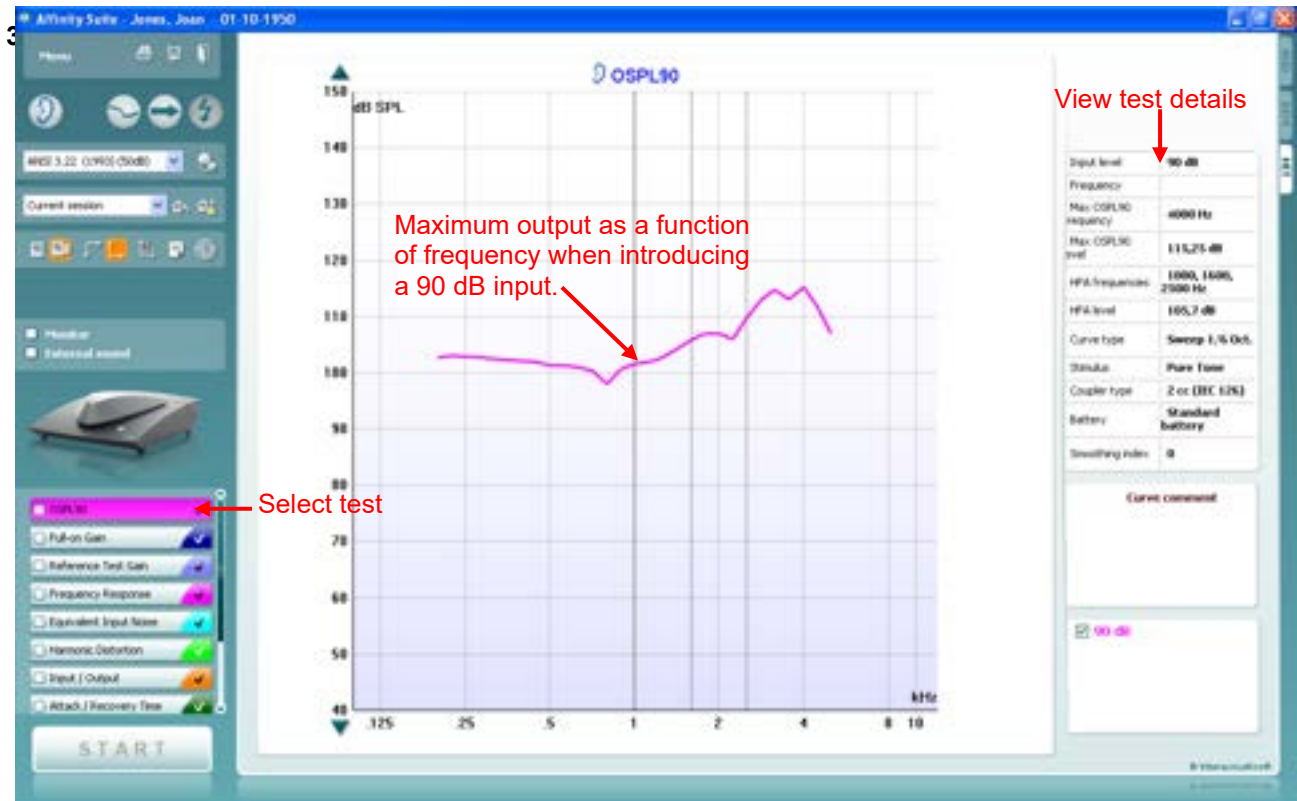 3
Affinity Suite - Jones, Joan 01-10-1950
Menu
ANSI 3.22 (1993) (50dB)
Current session
Monitor
External sound
OSPL90
Full-on Gain
Reference Test Gain
Frequency Response
Equivalent Input Noise
Harmonic Distortion
Input / Output
Attack / Recovery Time
START
Select test
OSPL90
dB SPL
150
140
130
120
110
100
90
80
70
60
50
40
.125 .25 .5 1 2 4 8 10
kHz
Maximum output as a function
of frequency when introducing
a 90 dB input.
View test details
Input level 90 dB
Frequency
Max OSPL90
frequency 4000 Hz
Max OSPL90
level 115,25 dB
HFA frequencies 1000, 1600,
2500 Hz
HFA level 105,7 dB
Curve type Sweep 1/6 Oct.
Stimulus Pure Tone
Coupler type 2 cc (IEC 126)
Battery Standard
battery
Smoothing index 0
Curve comment
90 dB